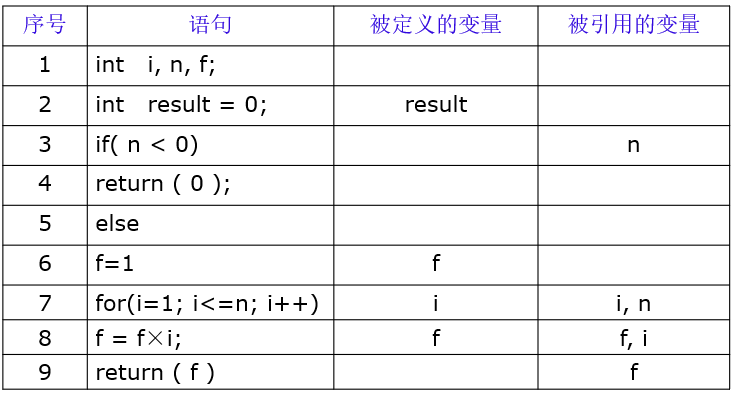 序号 语句 被定义的变量 被引用的变量
1 int i, n, f;
2 int result = 0; result
3 if( n < 0) n
4 return ( 0 );
5 else
6 f=1 f
7 for(i=1; i<=n; i++) i i, n
8 f = f×i; f f, i
9 return ( f ) f